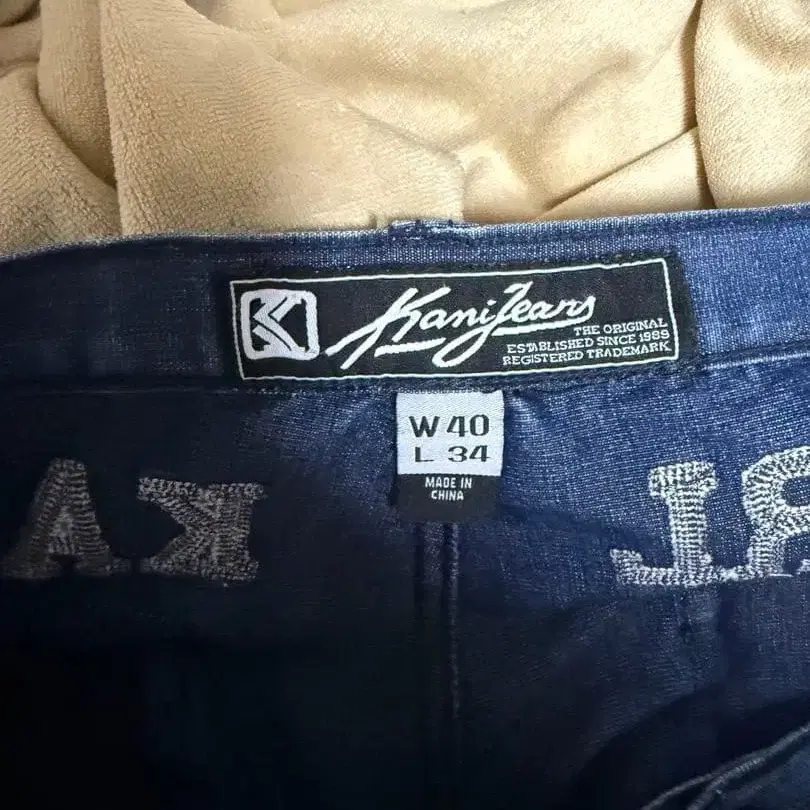 K
Kani Jeans
THE ORIGINAL
ESTABLISHED SINCE 1989
REGISTERED TRADEMARK
W 40
L 34
MADE IN
CHINA